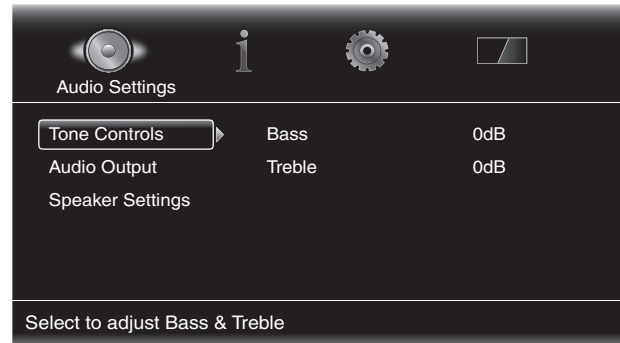 Audio Settings
Tone Controls Bass 0dB
Audio Output Treble 0dB
Speaker Settings
Select to adjust Bass & Treble